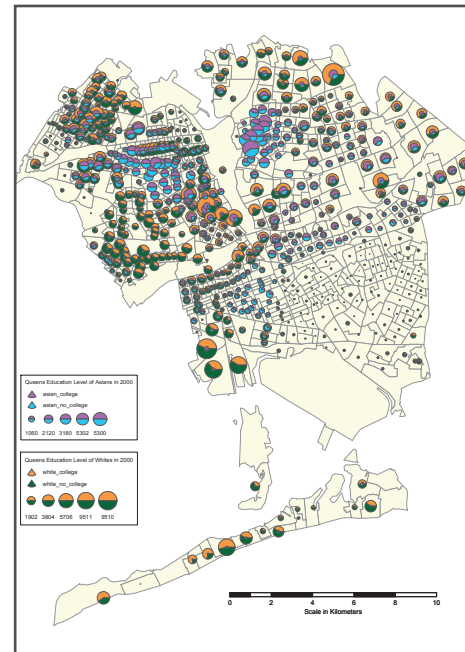 Queens Education Level of Asians in 2000
asian_college
asian_no_college
1060 2120 3180 5302 5300
Queens Education Level of Whites in 2000
white_college
white_no_college
1902 3804 5706 9511 9510
0 2 4 6 8 10
Scale in Kilometers